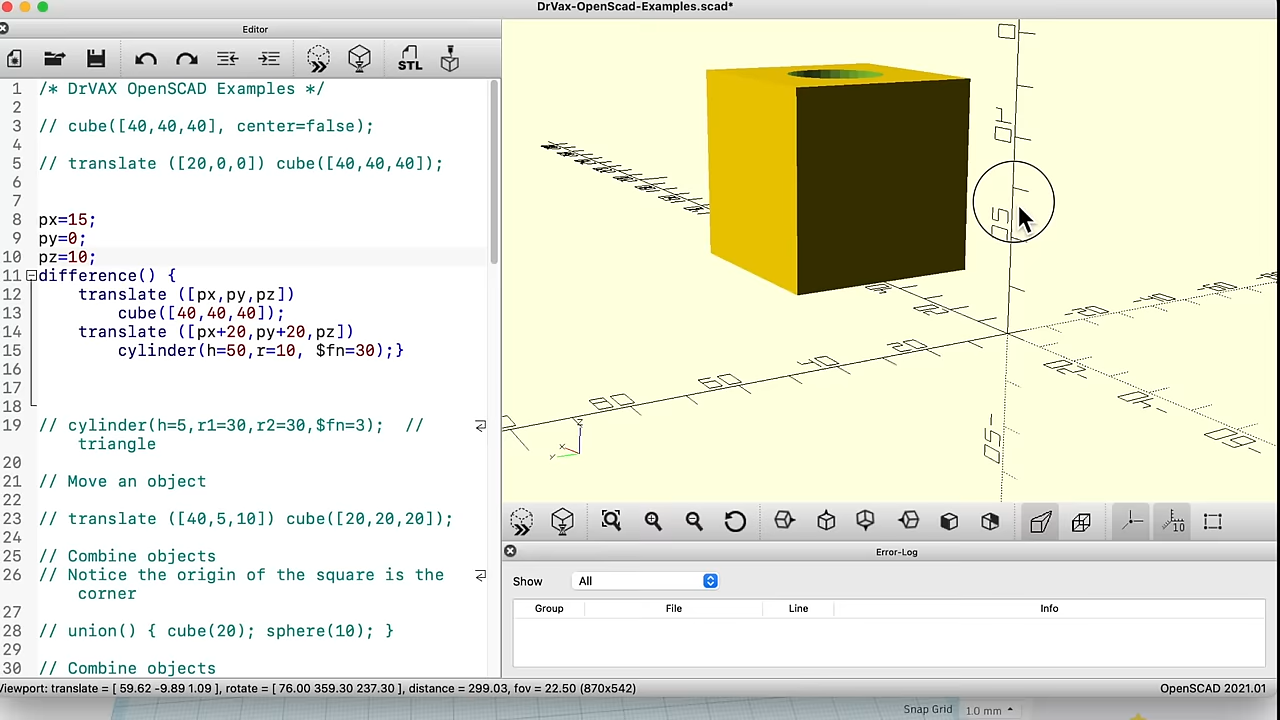 DrVax-OpenScad-Examples.scad*
Editor
STL
1 /* DrVAX OpenSCAD Examples */
2
3 // cube([40,40,40], center=false);
4
5 // translate ([20,0,0]) cube([40,40,40]);
6
7
8 px=15;
9 py=0;
10 pz=10;
11 difference() {
12 translate ([px,py,pz])
13 cube([40,40,40]);
14 translate ([px+20,py+20,pz])
15 cylinder(h=50,r=10, $fn=30);}
16
17
18
19 // cylinder(h=5,r1=30,r2=30,$fn=3); //
triangle
20
21 // Move an object
22
23 // translate ([40,5,10]) cube([20,20,20]);
24
25 // Combine objects
26 // Notice the origin of the square is the
corner
27
28 // union() { cube(20); sphere(10); }
29
30 // Combine objects
20
40
60
80
z
x
y
10
Error-Log
Show All
Group File Line Info
Viewport: translate = [ 59.62 -9.89 1.09 ], rotate = [ 76.00 359.30 237.30 ], distance = 299.03, fov = 22.50 (870x542)
OpenSCAD 2021.01
Snap Grid 1.0 mm